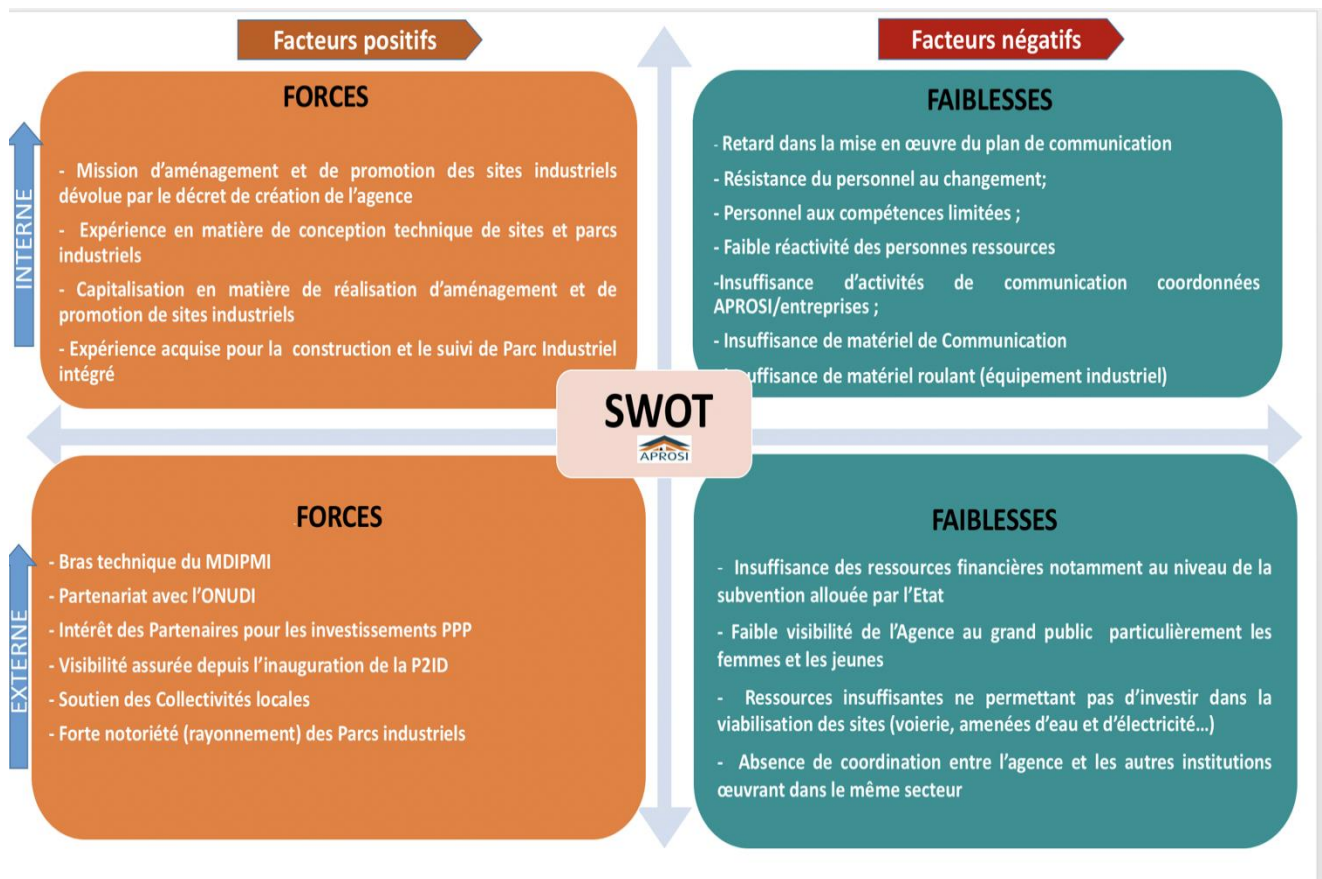 Facteurs positifs
Facteurs négatifs
INTERNE
FORCES
- Mission d’aménagement et de promotion des sites industriels
dévolue par le décret de création de l’agence
- Expérience en matière de conception technique de sites et parcs
industriels
- Capitalisation en matière de réalisation d’aménagement et de
promotion de sites industriels
- Expérience acquise pour la construction et le suivi de Parc Industriel
intégré
FAIBLESSES
- Retard dans la mise en œuvre du plan de communication
- Résistance du personnel au changement;
- Personnel aux compétences limitées ;
- Faible réactivité des personnes ressources
-Insuffisance d’activités de communication coordonnées
APROSI/entreprises ;
- Insuffisance de matériel de Communication
de matériel roulant (équipement industriel)
SWOT
APROSI
EXTERNE
FORCES
- Bras technique du MDIPMI
- Partenariat avec l’ONUDI
- Intérêt des Partenaires pour les investissements PPP
- Visibilité assurée depuis l’inauguration de la P2ID
- Soutien des Collectivités locales
- Forte notoriété (rayonnement) des Parcs industriels
FAIBLESSES
- Insuffisance des ressources financières notamment au niveau de la
subvention allouée par l’Etat
- Faible visibilité de l’Agence au grand public particulièrement les
femmes et les jeunes
- Ressources insuffisantes ne permettant pas d’investir dans la
viabilisation des sites (voierie, amenées d’eau et d’électricité…)
- Absence de coordination entre l’agence et les autres institutions
œuvrant dans le même secteur